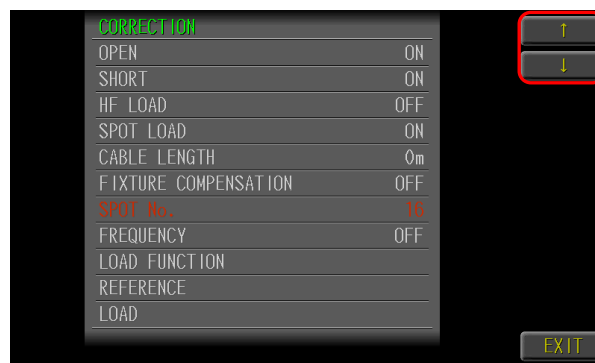 CORRECTION
↑
OPEN ON
↓
SHORT ON
HF LOAD OFF
SPOT LOAD ON
CABLE LENGTH 0m
FIXTURE COMPENSATION OFF
SPOT No. 16
FREQUENCY OFF
LOAD FUNCTION
REFERENCE
LOAD
EXIT